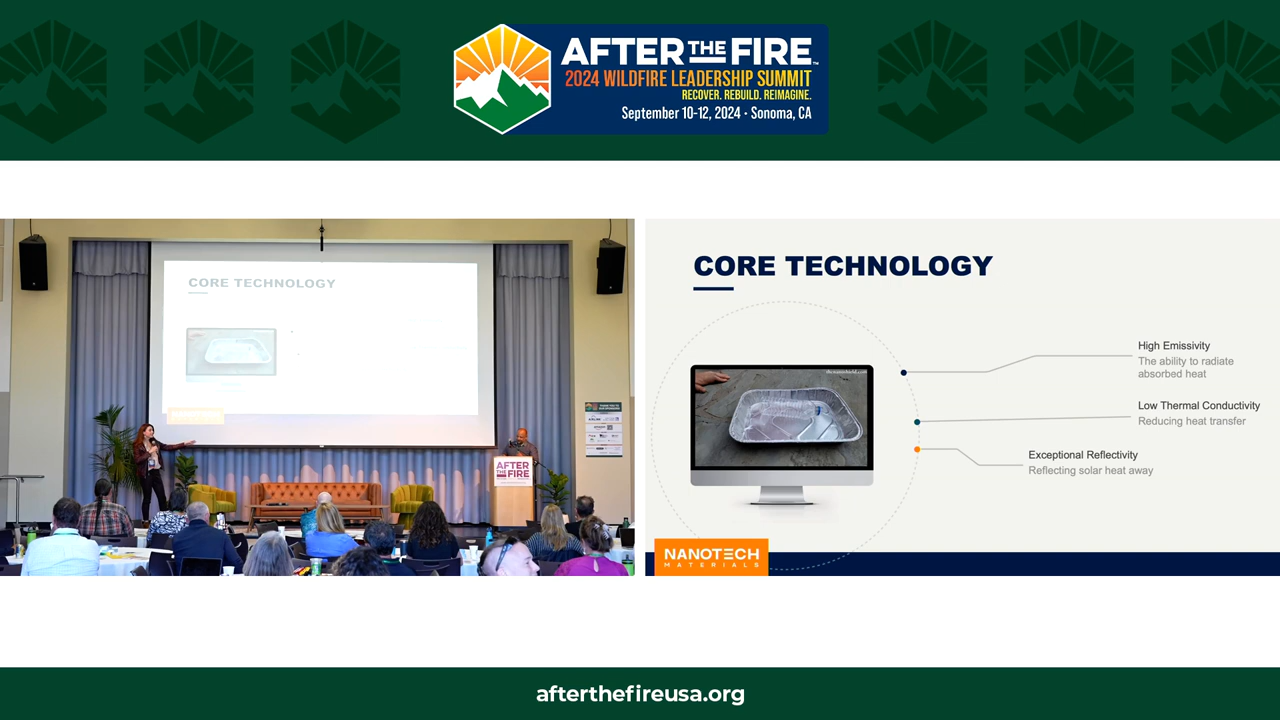 AFTER THE FIRE™
2024 WILDFIRE LEADERSHIP SUMMIT
RECOVER. REBUILD. REIMAGINE.
September 10-12, 2024 · Sonoma, CA
CORE TECHNOLOGY
NANOTECH
AFTER
THE FIRE
CORE TECHNOLOGY
High Emissivity
The ability to radiate
absorbed heat
Low Thermal Conductivity
Reducing heat transfer
Exceptional Reflectivity
Reflecting solar heat away
NANOTECH
MATERIALS
afterthefireusa.org